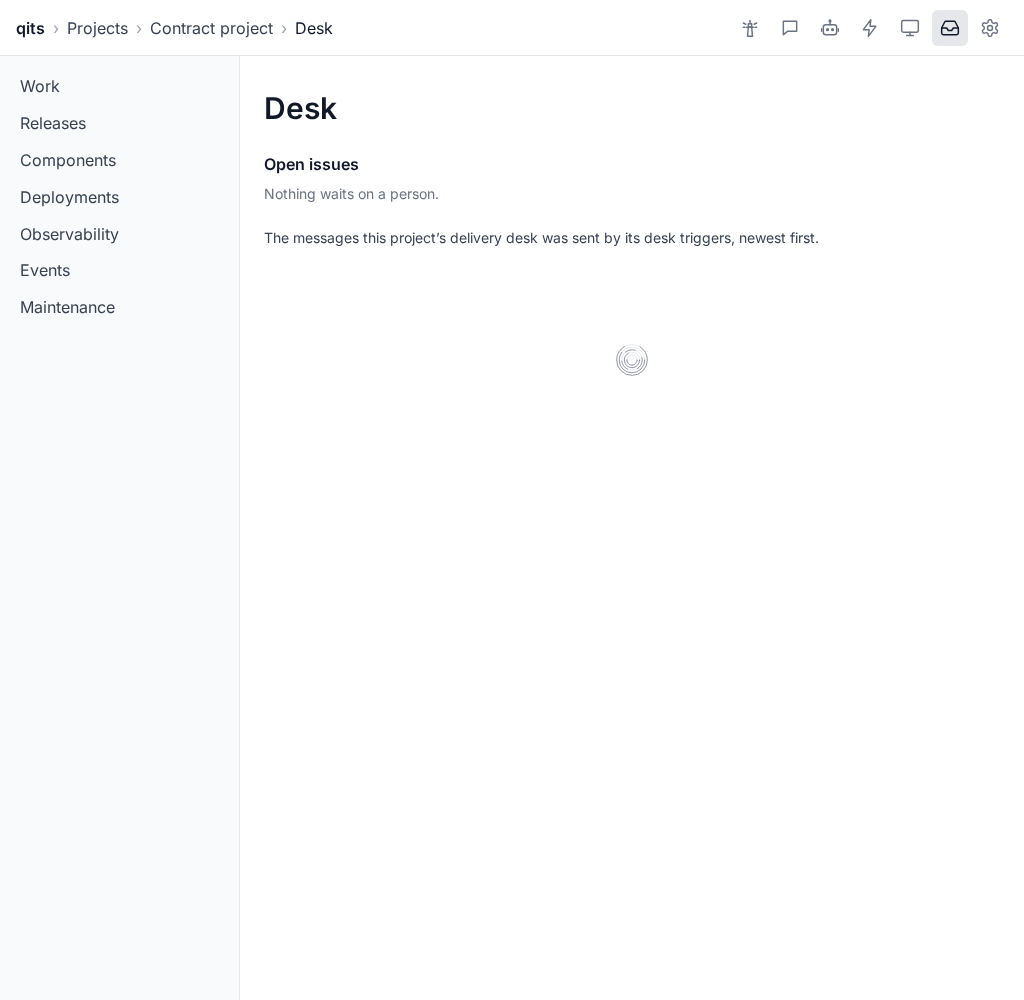 qits › Projects › Contract project › Desk
Work
Releases
Components
Deployments
Observability
Events
Maintenance
Desk
Open issues
Nothing waits on a person.
The messages this project’s delivery desk was sent by its desk triggers, newest first.